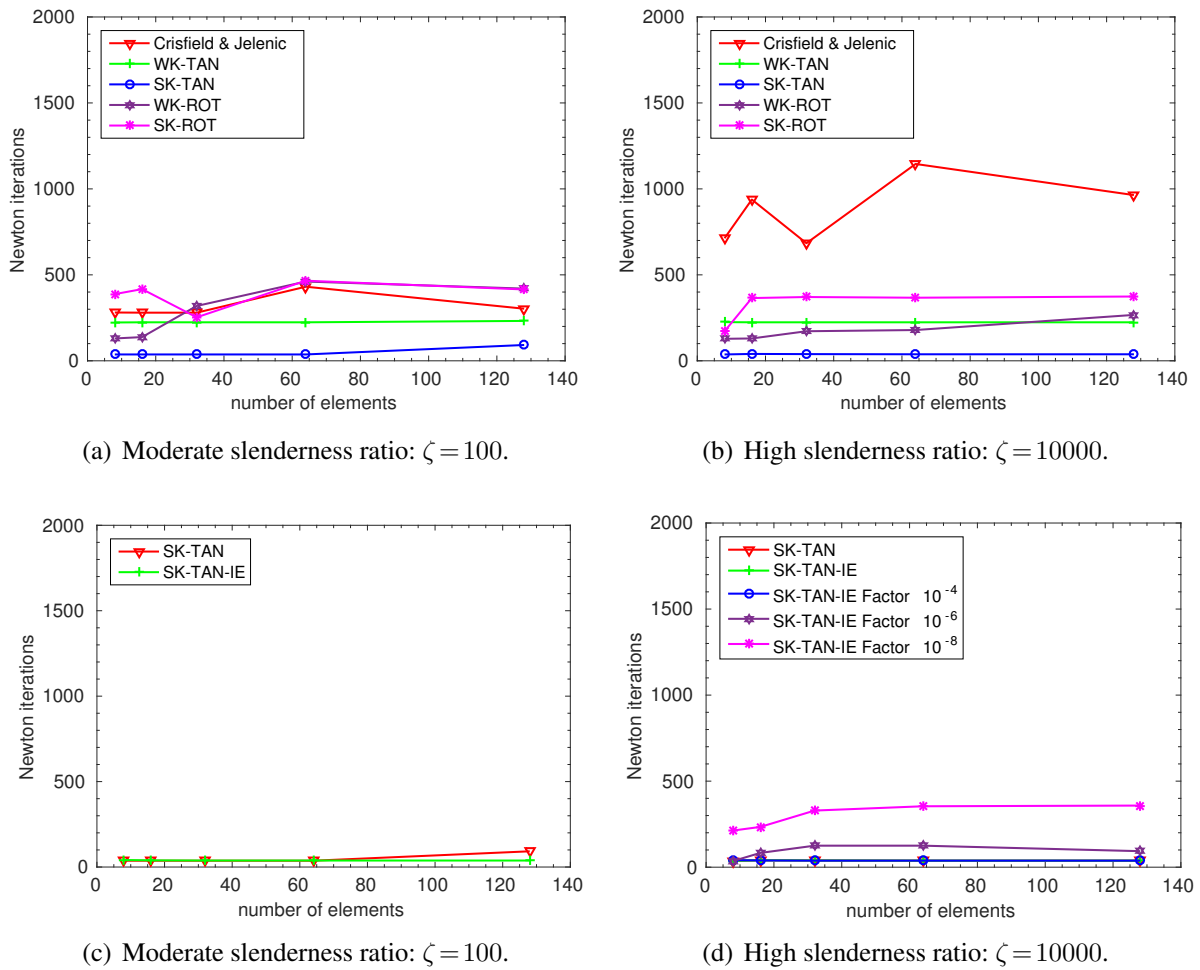 2000
1500
1000
500
0
Newton iterations
Crisfield & Jelenic
WK-TAN
SK-TAN
WK-ROT
SK-ROT
0 20 40 60 80 100 120 140
number of elements
(a) Moderate slenderness ratio: ζ=100.
2000
1500
1000
500
0
Newton iterations
Crisfield & Jelenic
WK-TAN
SK-TAN
WK-ROT
SK-ROT
0 20 40 60 80 100 120 140
number of elements
(b) High slenderness ratio: ζ=10000.
2000
1500
1000
500
0
Newton iterations
SK-TAN
SK-TAN-IE
0 20 40 60 80 100 120 140
number of elements
(c) Moderate slenderness ratio: ζ=100.
2000
1500
1000
500
0
Newton iterations
SK-TAN
SK-TAN-IE
SK-TAN-IE Factor 10⁻⁴
SK-TAN-IE Factor 10⁻⁶
SK-TAN-IE Factor 10⁻⁸
0 20 40 60 80 100 120 140
number of elements
(d) High slenderness ratio: ζ=10000.